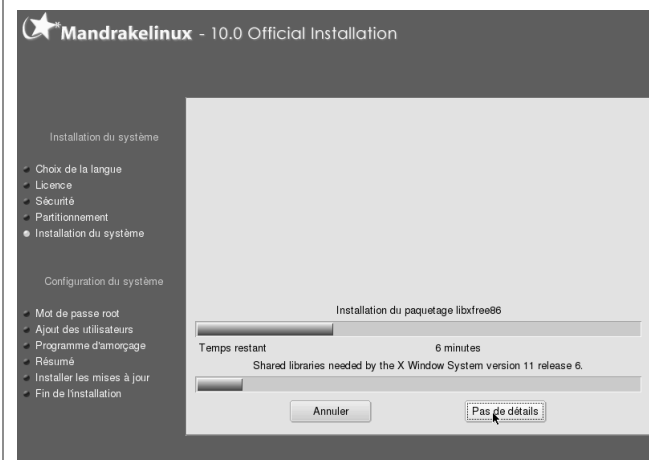 Mandrakelinux - 10.0 Official Installation
Installation du système
Choix de la langue
Licence
Sécurité
Partitionnement
Installation du système
Configuration du système
Mot de passe root
Ajout des utilisateurs
Programme d'amorçage
Résumé
Installer les mises à jour
Fin de l'installation
Installation du paquetage libxfree86
Temps restant 6 minutes
Shared libraries needed by the X Window System version 11 release 6.
Annuler Pas de détails